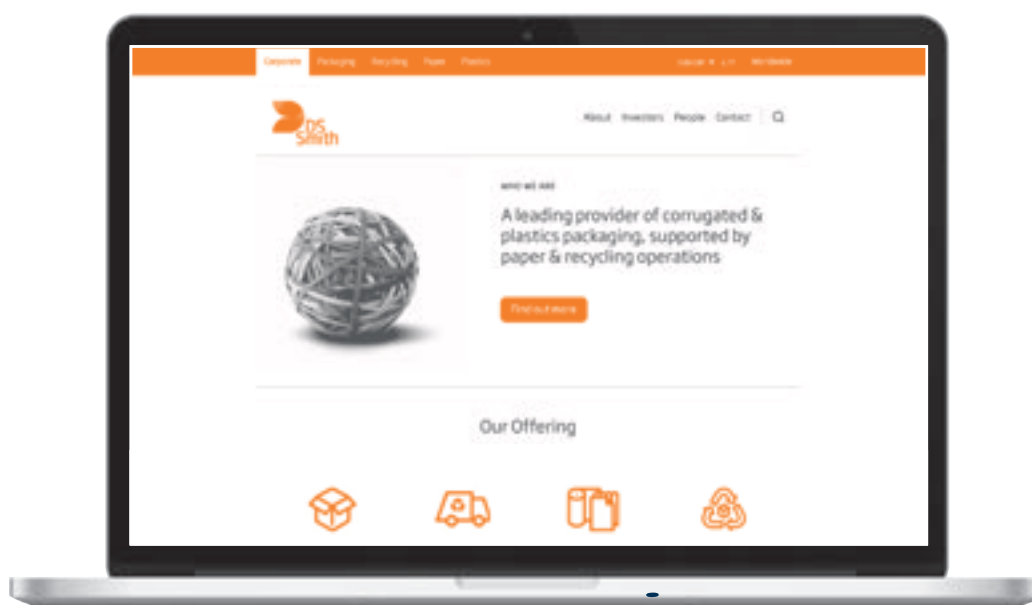 Corporate Packaging Recycling Paper Plastics
Worldwide
DS
Smith
About Investors People Contact
WHO WE ARE
A leading provider of corrugated &
plastics packaging, supported by
paper & recycling operations
Find out more
Our Offering